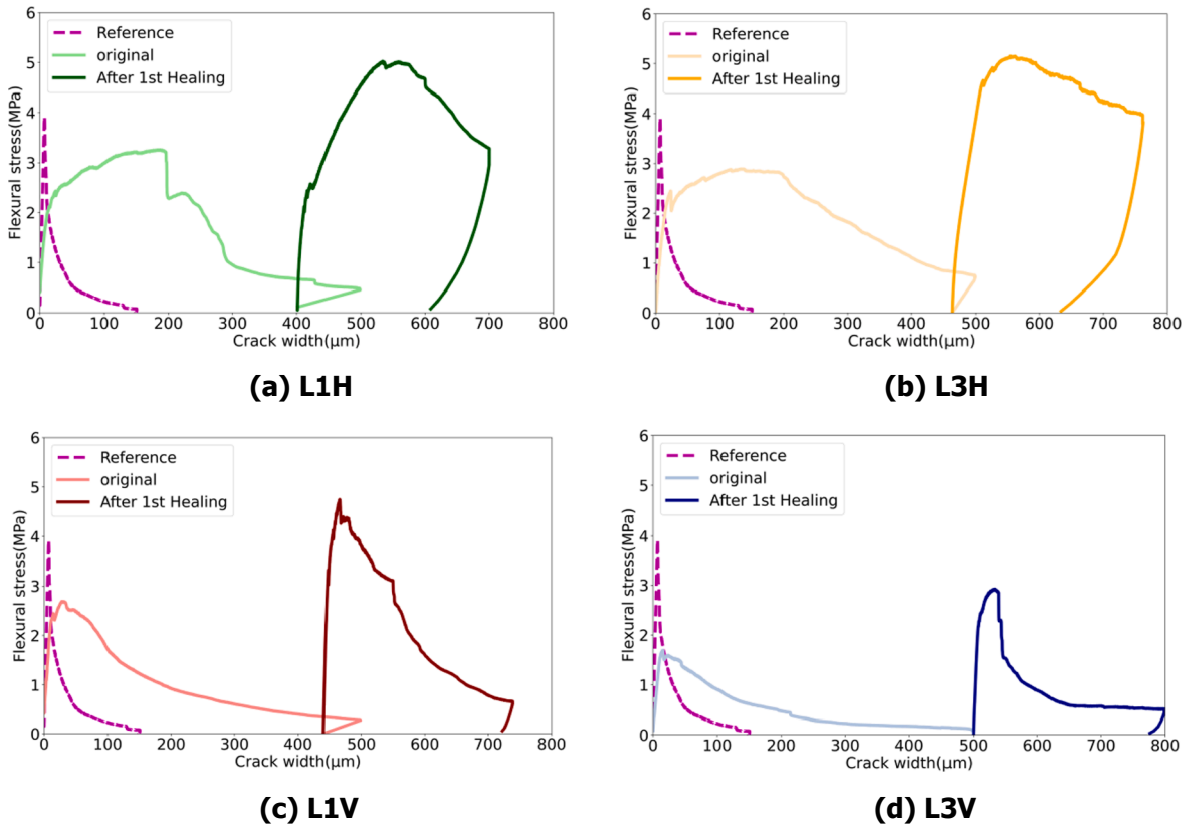 Flexural stress(MPa)
6
5
4
3
2
1
0
Reference
original
After 1st Healing
0 100 200 300 400 500 600 700 800
Crack width(μm)
(a) L1H
Flexural stress(MPa)
6
5
4
3
2
1
0
Reference
original
After 1st Healing
0 100 200 300 400 500 600 700 800
Crack width(μm)
(b) L3H
Flexural stress(MPa)
6
5
4
3
2
1
0
Reference
original
After 1st Healing
0 100 200 300 400 500 600 700 800
Crack width(μm)
(c) L1V
Flexural stress(MPa)
6
5
4
3
2
1
0
Reference
original
After 1st Healing
0 100 200 300 400 500 600 700 800
Crack width(μm)
(d) L3V